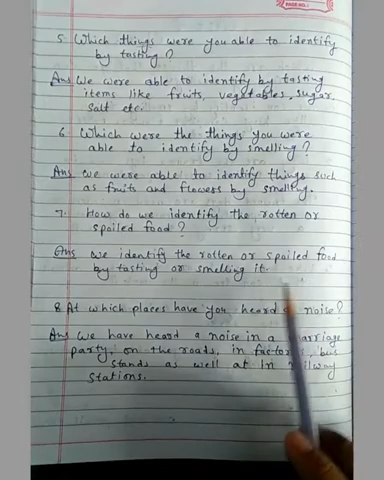 PAGE NO.:
5 Which things were you able to identify
by tasting?
Ans We were able to identify by tasting
items like fruits, vegetables, sugar
salt etc.
6 Which were the things you were
able to identify by smelling?
Ans we were able to identify things such
as fruits and flowers by smelling.
7. How do we identify the rotten or
spoiled food?
Ans we identify the rotten or spoiled food
by tasting or smelling it.
8 At which places have you heard noise?
Ans We have heard a noise in a
party, on the roads, in bus
stands as well at in
stations.